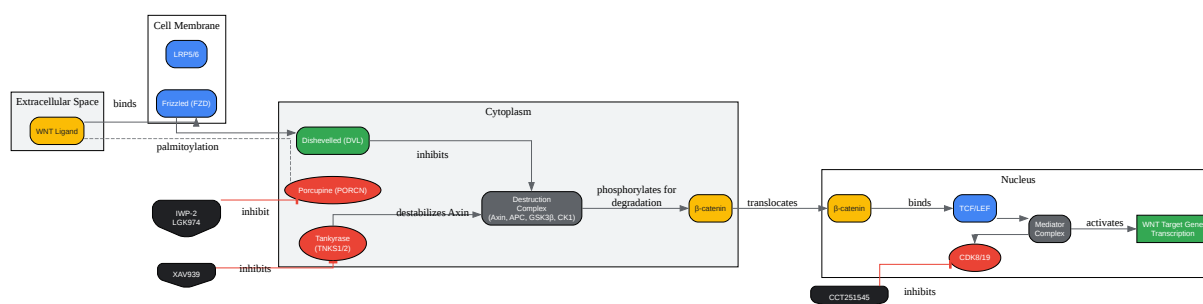 Cell Membrane
LRP5/6
Frizzled (FZD)
Extracellular Space
WNT Ligand
binds
palmitoylation
Cytoplasm
Dishevelled (DVL)
inhibits
Porcupine (PORCN)
IWP-2
LGK974
inhibit
Tankyrase
(TNKS1/2)
destabilizes Axin
XAV939
inhibits
Destruction
Complex
(Axin, APC, GSK3β, CK1)
phosphorylates for
degradation
β-catenin
translocates
Nucleus
β-catenin
binds
TCF/LEF
Mediator
Complex
activates
WNT Target Gene
Transcription
CDK8/19
CCT251545
inhibits